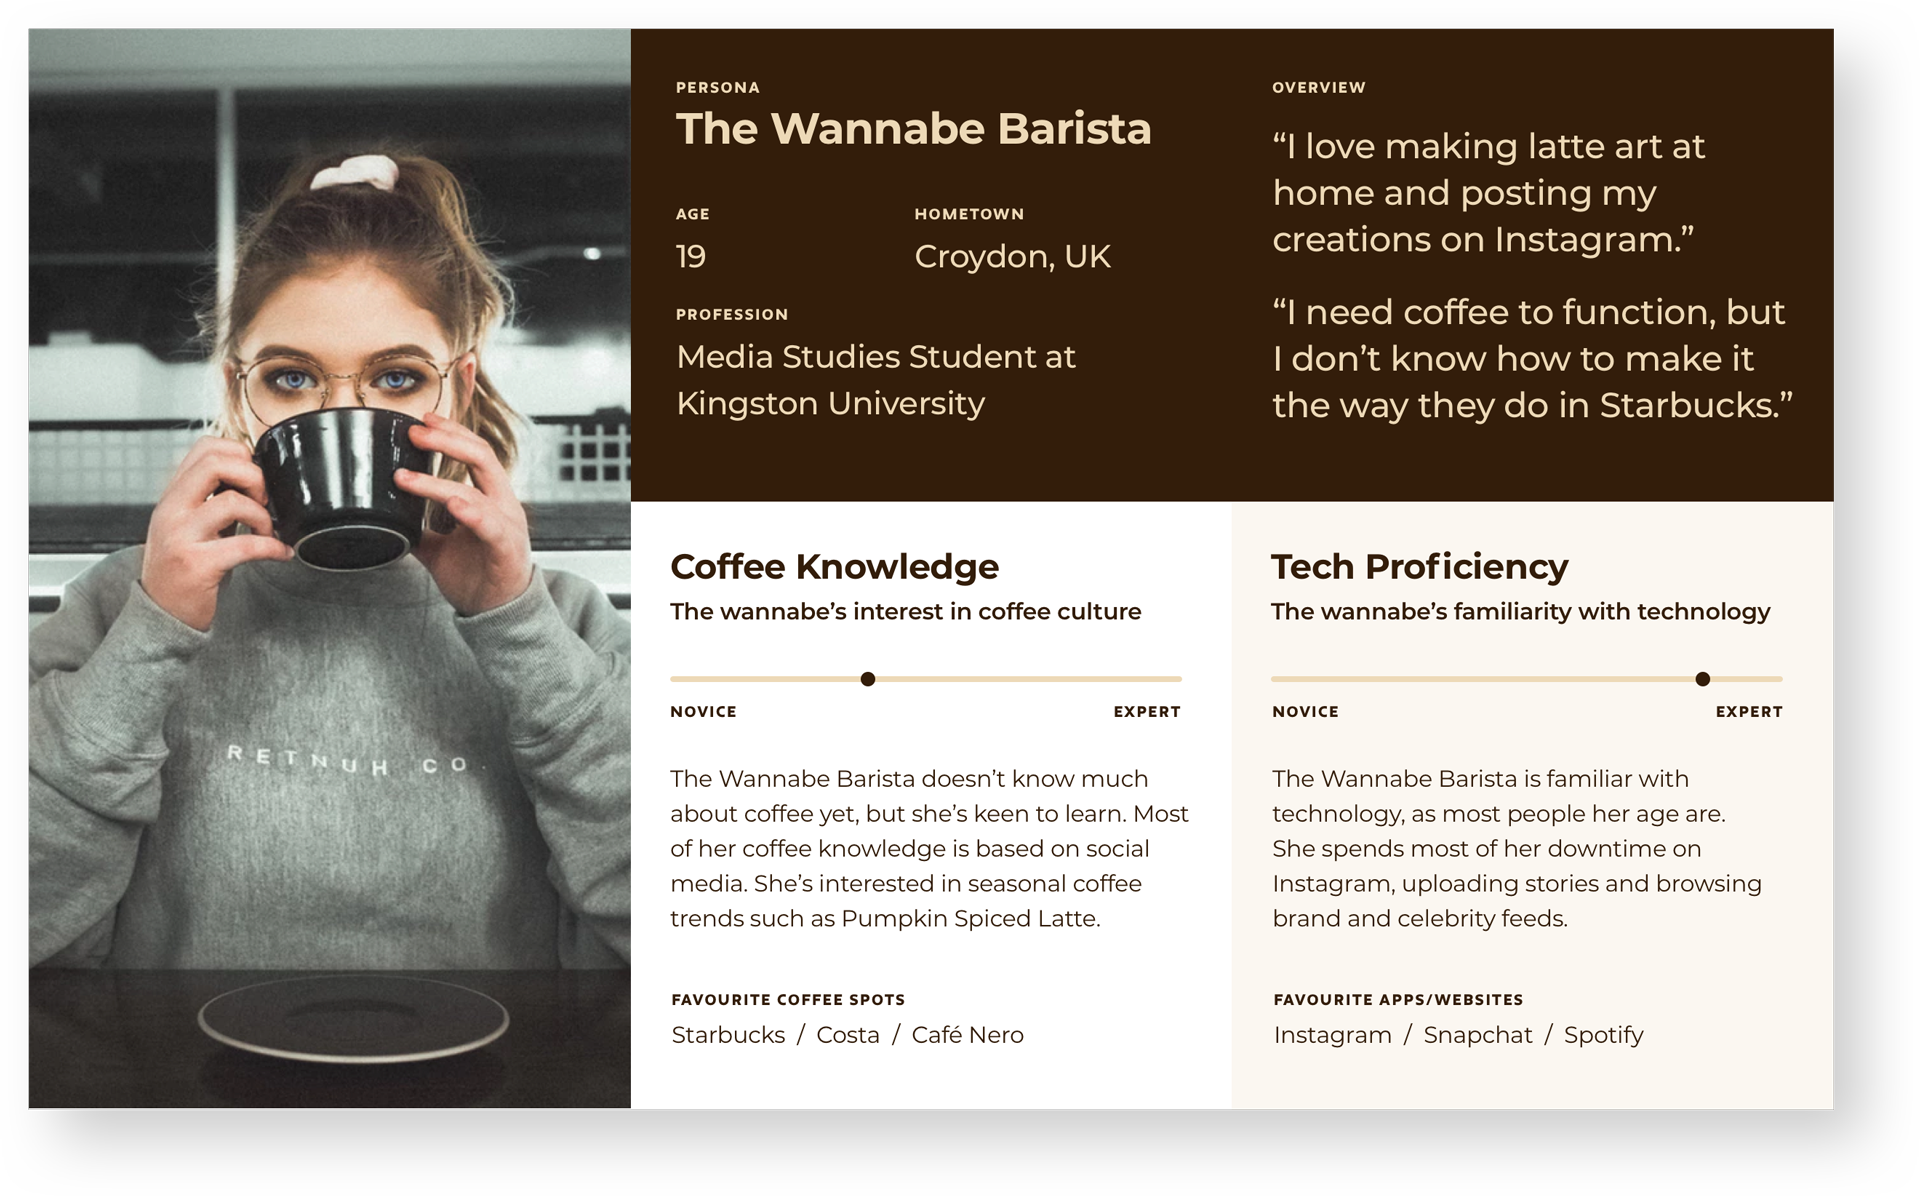 PERSONA
The Wannabe Barista
AGE
19
HOMETOWN
Croydon, UK
PROFESSION
Media Studies Student at
Kingston University
OVERVIEW
“I love making latte art at
home and posting my
creations on Instagram.”
“I need coffee to function, but
I don’t know how to make it
the way they do in Starbucks.”
RETNUH CO.
Coffee Knowledge
The wannabe’s interest in coffee culture
NOVICE
EXPERT
The Wannabe Barista doesn’t know much
about coffee yet, but she’s keen to learn. Most
of her coffee knowledge is based on social
media. She’s interested in seasonal coffee
trends such as Pumpkin Spiced Latte.
FAVOURITE COFFEE SPOTS
Starbucks / Costa / Café Nero
Tech Proficiency
The wannabe’s familiarity with technology
NOVICE
EXPERT
The Wannabe Barista is familiar with
technology, as most people her age are.
She spends most of her downtime on
Instagram, uploading stories and browsing
brand and celebrity feeds.
FAVOURITE APPS/WEBSITES
Instagram / Snapchat / Spotify